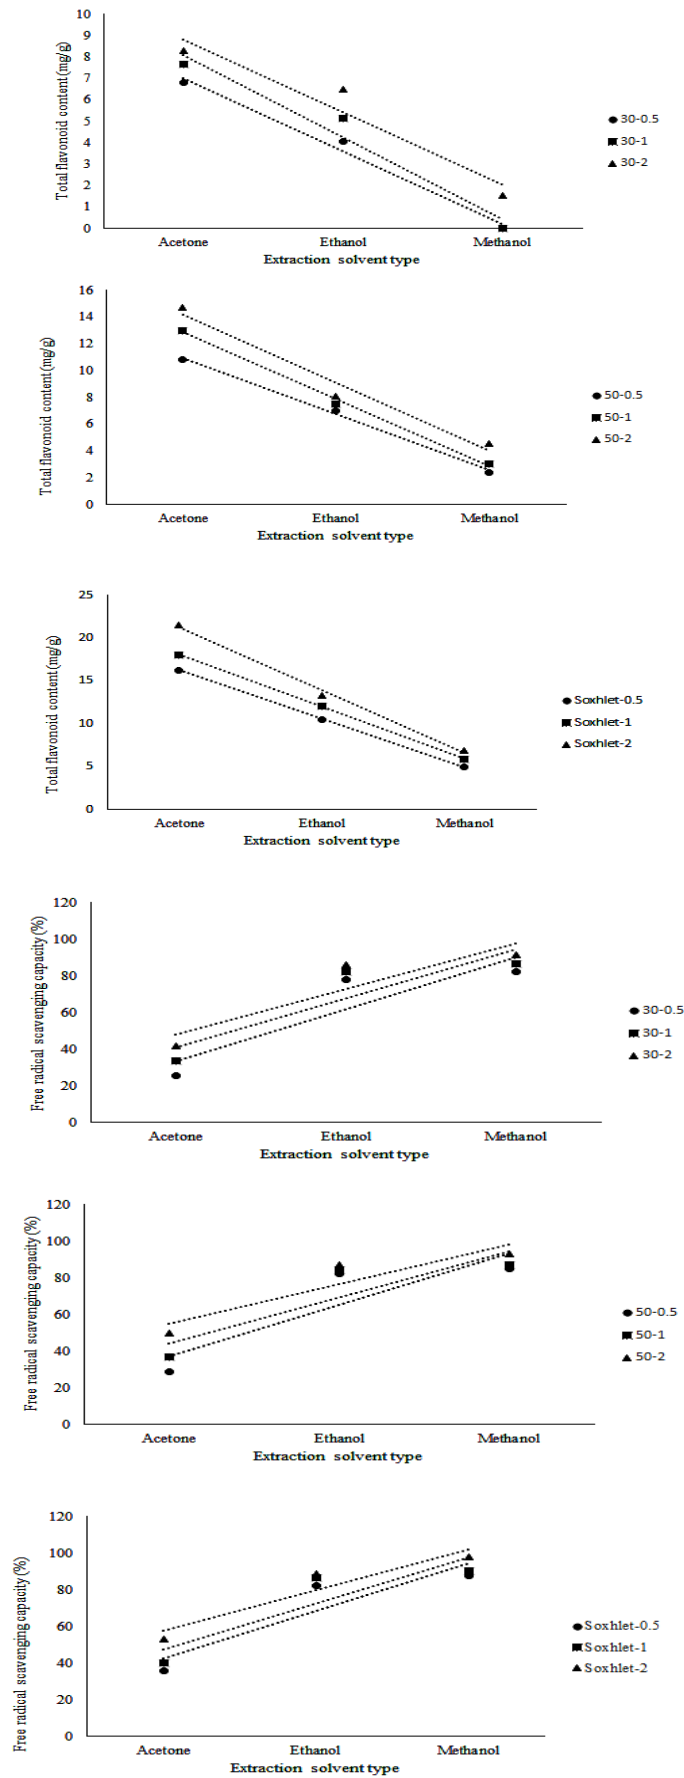 Total flavonoid content (mg/g)
10
9
8
7
6
5
4
3
2
1
0
Acetone Ethanol Methanol
Extraction solvent type
30-0.5
30-1
30-2
Total flavonoid content (mg/g)
16
14
12
10
8
6
4
2
0
Acetone Ethanol Methanol
Extraction solvent type
50-0.5
50-1
50-2
Total flavonoid content (mg/g)
25
20
15
10
5
0
Acetone Ethanol Methanol
Extraction solvent type
Soxhlet-0.5
Soxhlet-1
Soxhlet-2
Free radical scavenging capacity (%)
120
100
80
60
40
20
0
Acetone Ethanol Methanol
Extraction solvent type
30-0.5
30-1
30-2
Free radical scavenging capacity (%)
120
100
80
60
40
20
0
Acetone Ethanol Methanol
Extraction solvent type
50-0.5
50-1
50-2
Free radical scavenging capacity (%)
120
100
80
60
40
20
0
Acetone Ethanol Methanol
Extraction solvent type
Soxhlet-0.5
Soxhlet-1
Soxhlet-2